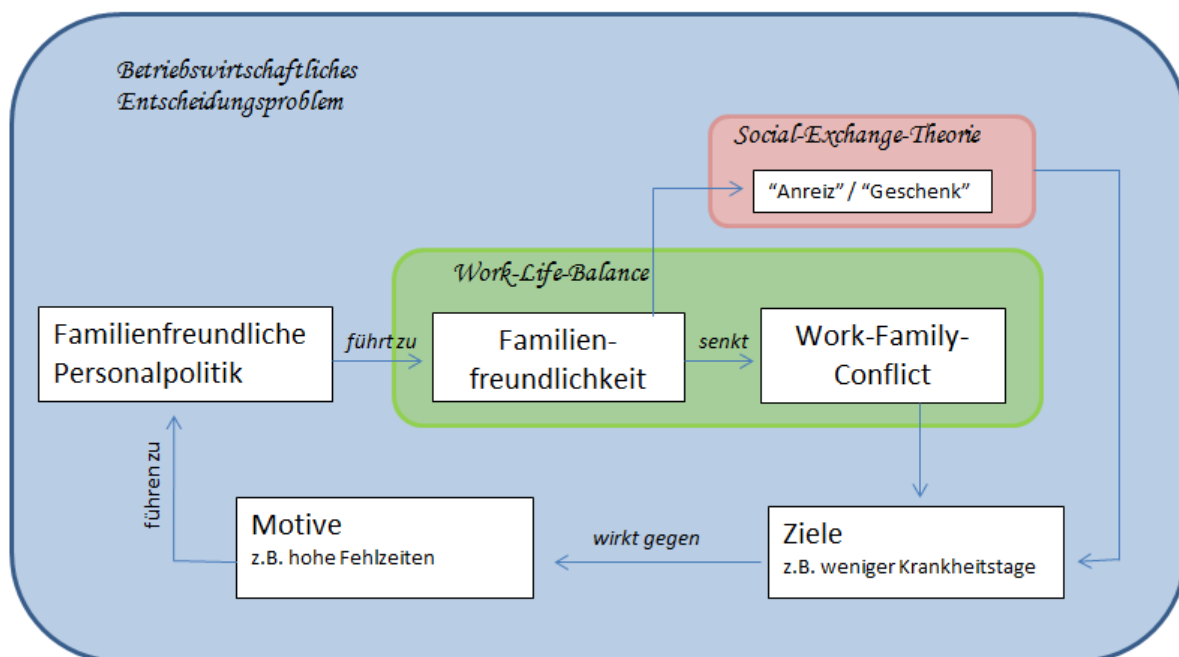 Betriebswirtschaftliches
Entscheidungsproblem
Social-Exchange-Theorie
“Anreiz” / “Geschenk”
Work-Life-Balance
Familienfreundliche
Personalpolitik
führt zu
Familien-
freundlichkeit
senkt
Work-Family-
Conflict
führen zu
Motive
z.B. hohe Fehlzeiten
wirkt gegen
Ziele
z.B. weniger Krankheitstage